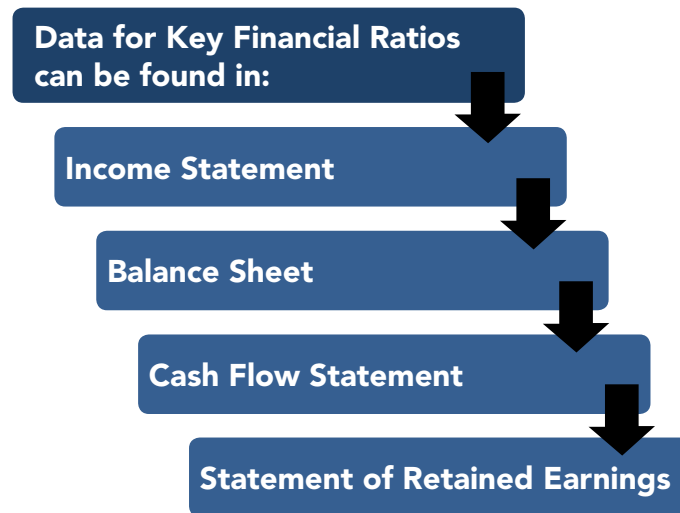 Data for Key Financial Ratios
can be found in:
Income Statement
Balance Sheet
Cash Flow Statement
Statement of Retained Earnings